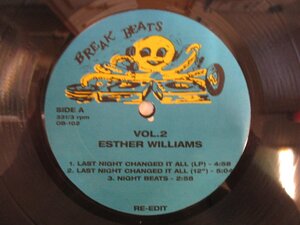 BREAK BEATS
SIDE A
33 1/3 rpm
OB-102
VOL.2
ESTHER WILLIAMS
1. LAST NIGHT CHANGED IT ALL (LP) - 4:58
2. LAST NIGHT CHANGED IT ALL (12") - 5:04
3. NIGHT BEATS - 2:56
RE-EDIT